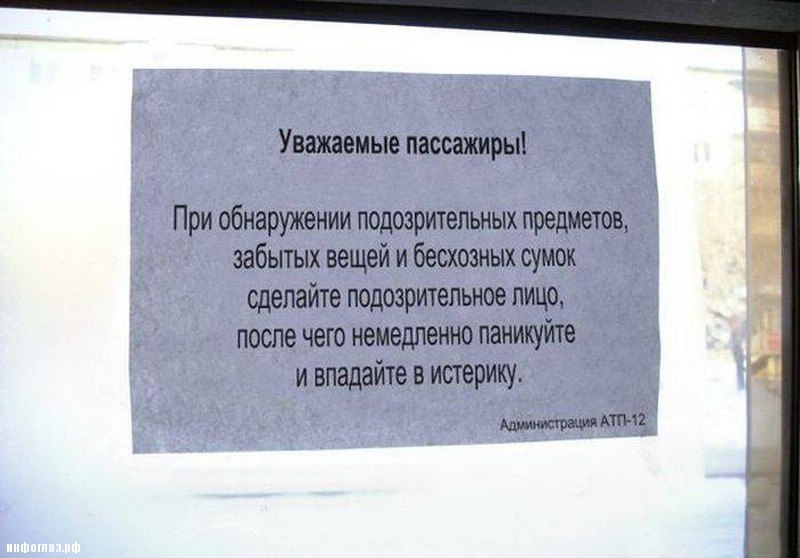 Уважаемые пассажиры!
При обнаружении подозрительных предметов,
забытых вещей и бесхозных сумок
сделайте подозрительное лицо,
после чего немедленно паникуйте
и впадайте в истерику.
Администрация АТП-12
инфоглаз.рф